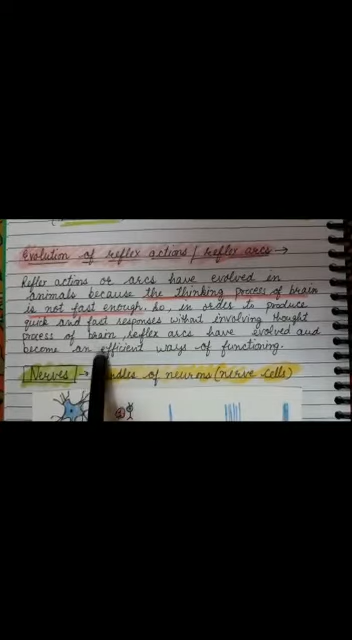 Evolution of reflex actions / reflex arcs →
Reflex actions or arcs have evolved in
animals because the thinking process of brain
is not fast enough. So, in order to produce
quick and fast responses without involving thought
process of brain, reflex arcs have evolved and
become an efficient ways of functioning.
Nerves → of neurons (nerve cells)